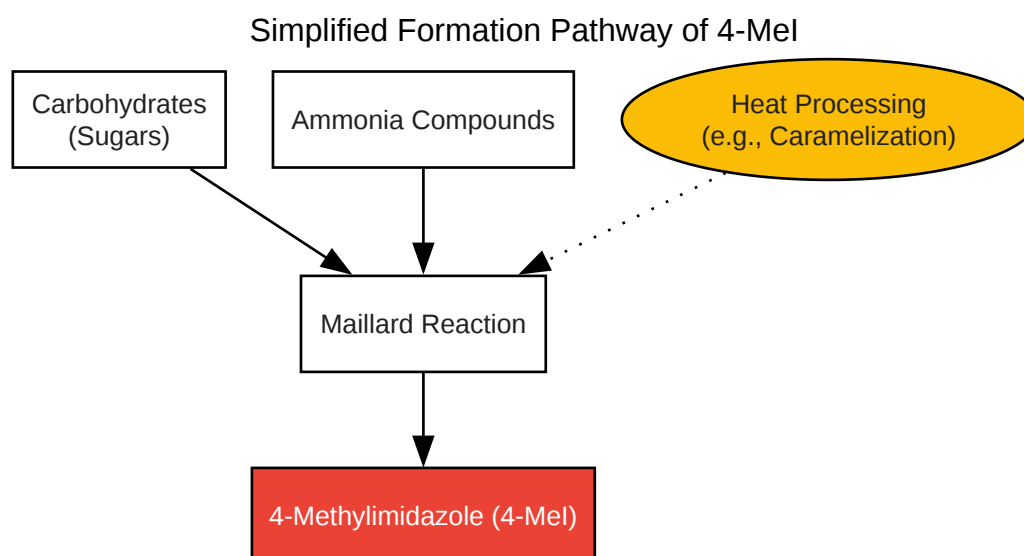 Simplified Formation Pathway of 4-MeI
Carbohydrates
(Sugars)
Ammonia Compounds
Heat Processing
(e.g., Caramelization)
Maillard Reaction
4-Methylimidazole (4-MeI)